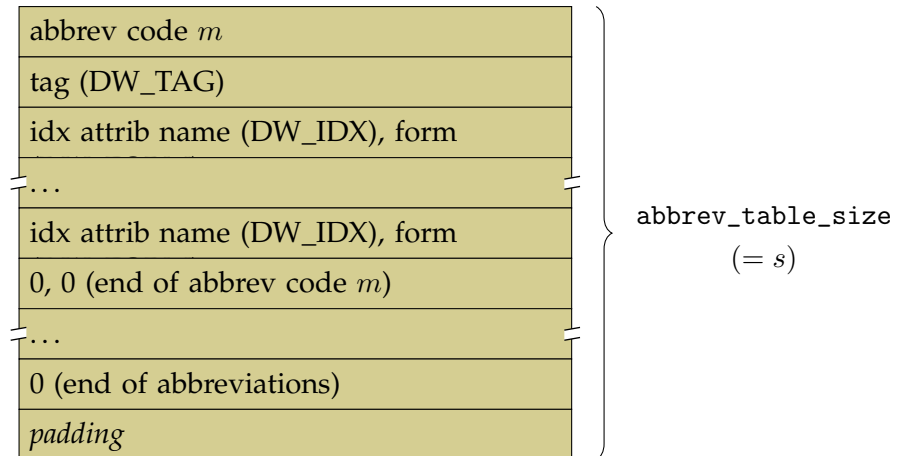 abbrev code m
tag (DW_TAG)
idx attrib name (DW_IDX), form
...
idx attrib name (DW_IDX), form
0, 0 (end of abbrev code m)
...
0 (end of abbreviations)
padding
abbrev_table_size
(= s)